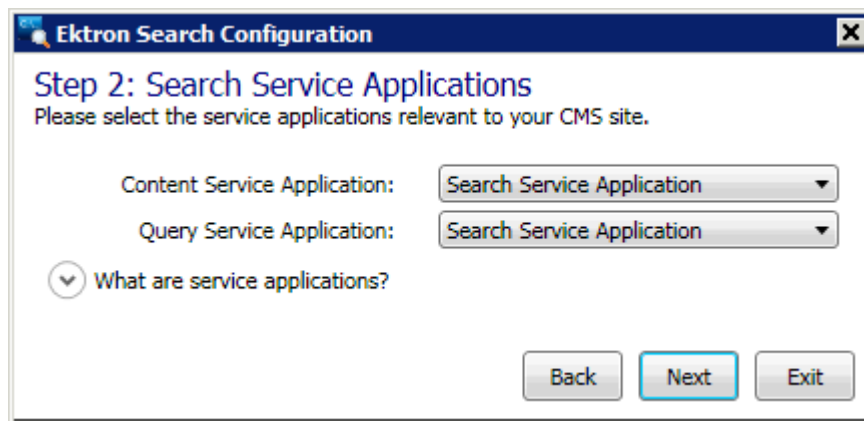 Ektron Search Configuration
Step 2: Search Service Applications
Please select the service applications relevant to your CMS site.
Content Service Application: Search Service Application
Query Service Application: Search Service Application
What are service applications?
Back Next Exit